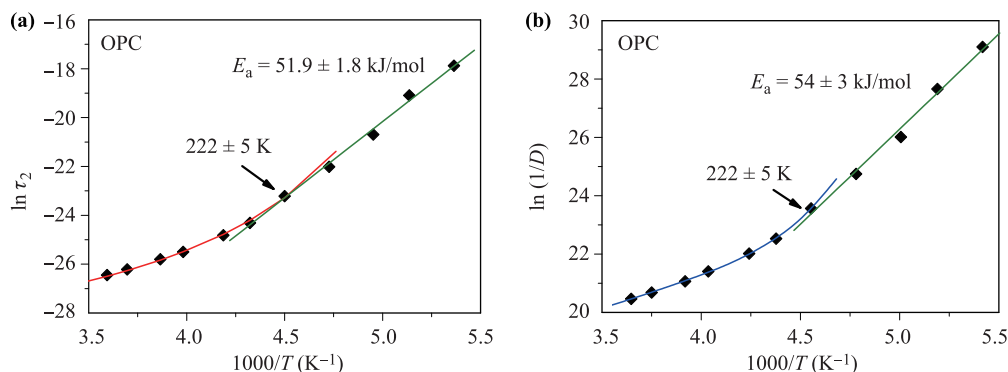 (a)
OPC
Eₐ = 51.9 ± 1.8 kJ/mol
222 ± 5 K
ln τ₂
−16
−18
−20
−22
−24
−26
−28
3.5 4.0 4.5 5.0 5.5
1000/T (K⁻¹)
(b)
OPC
Eₐ = 54 ± 3 kJ/mol
222 ± 5 K
ln (1/D)
30
28
26
24
22
20
3.5 4.0 4.5 5.0 5.5
1000/T (K⁻¹)